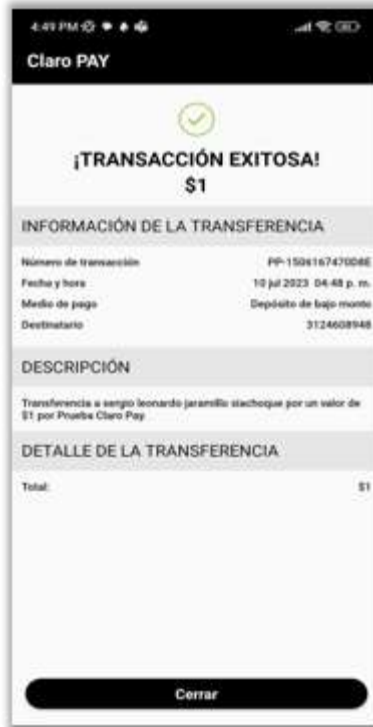 4:49 PM
Claro PAY
¡TRANSACCIÓN EXITOSA!
$1
INFORMACIÓN DE LA TRANSFERENCIA
Número de transacción PP-15061674700BE
Fecha y hora 10 jul 2023 04:48 p. m.
Medio de pago Depósito de bajo monto
Destinatario 3124608948
DESCRIPCIÓN
Transferencia a sergio leonardo jaramillo siachoque por un valor de
$1 por Prueba Claro Pay
DETALLE DE LA TRANSFERENCIA
Total: $1
Cerrar